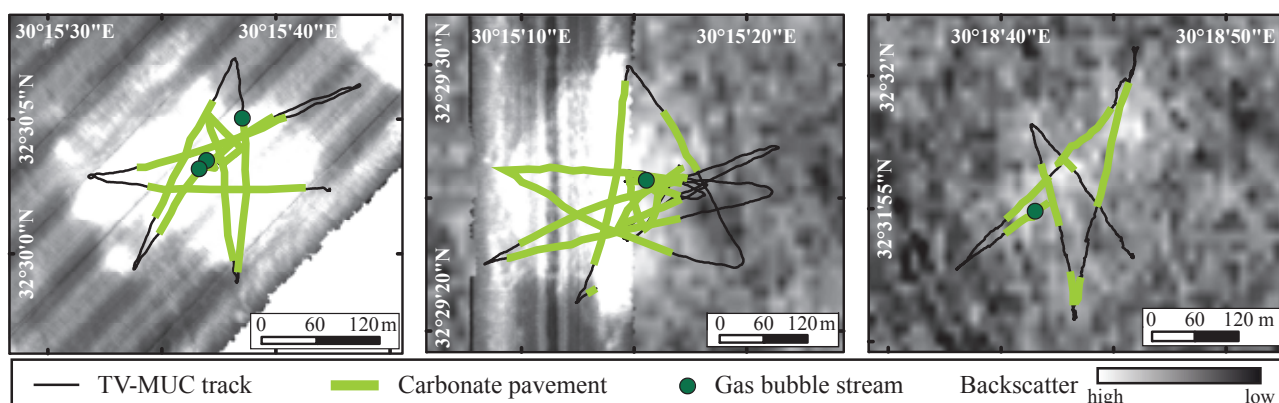 30°15'30"E 30°15'40"E
32°30'5"N
32°30'0"N
0 60 120 m
30°15'10"E 30°15'20"E
32°29'30"N
32°29'20"N
0 60 120 m
30°18'40"E 30°18'50"E
32°32'N
32°31'55"N
0 60 120 m
TV-MUC track Carbonate pavement Gas bubble stream Backscatter
high low